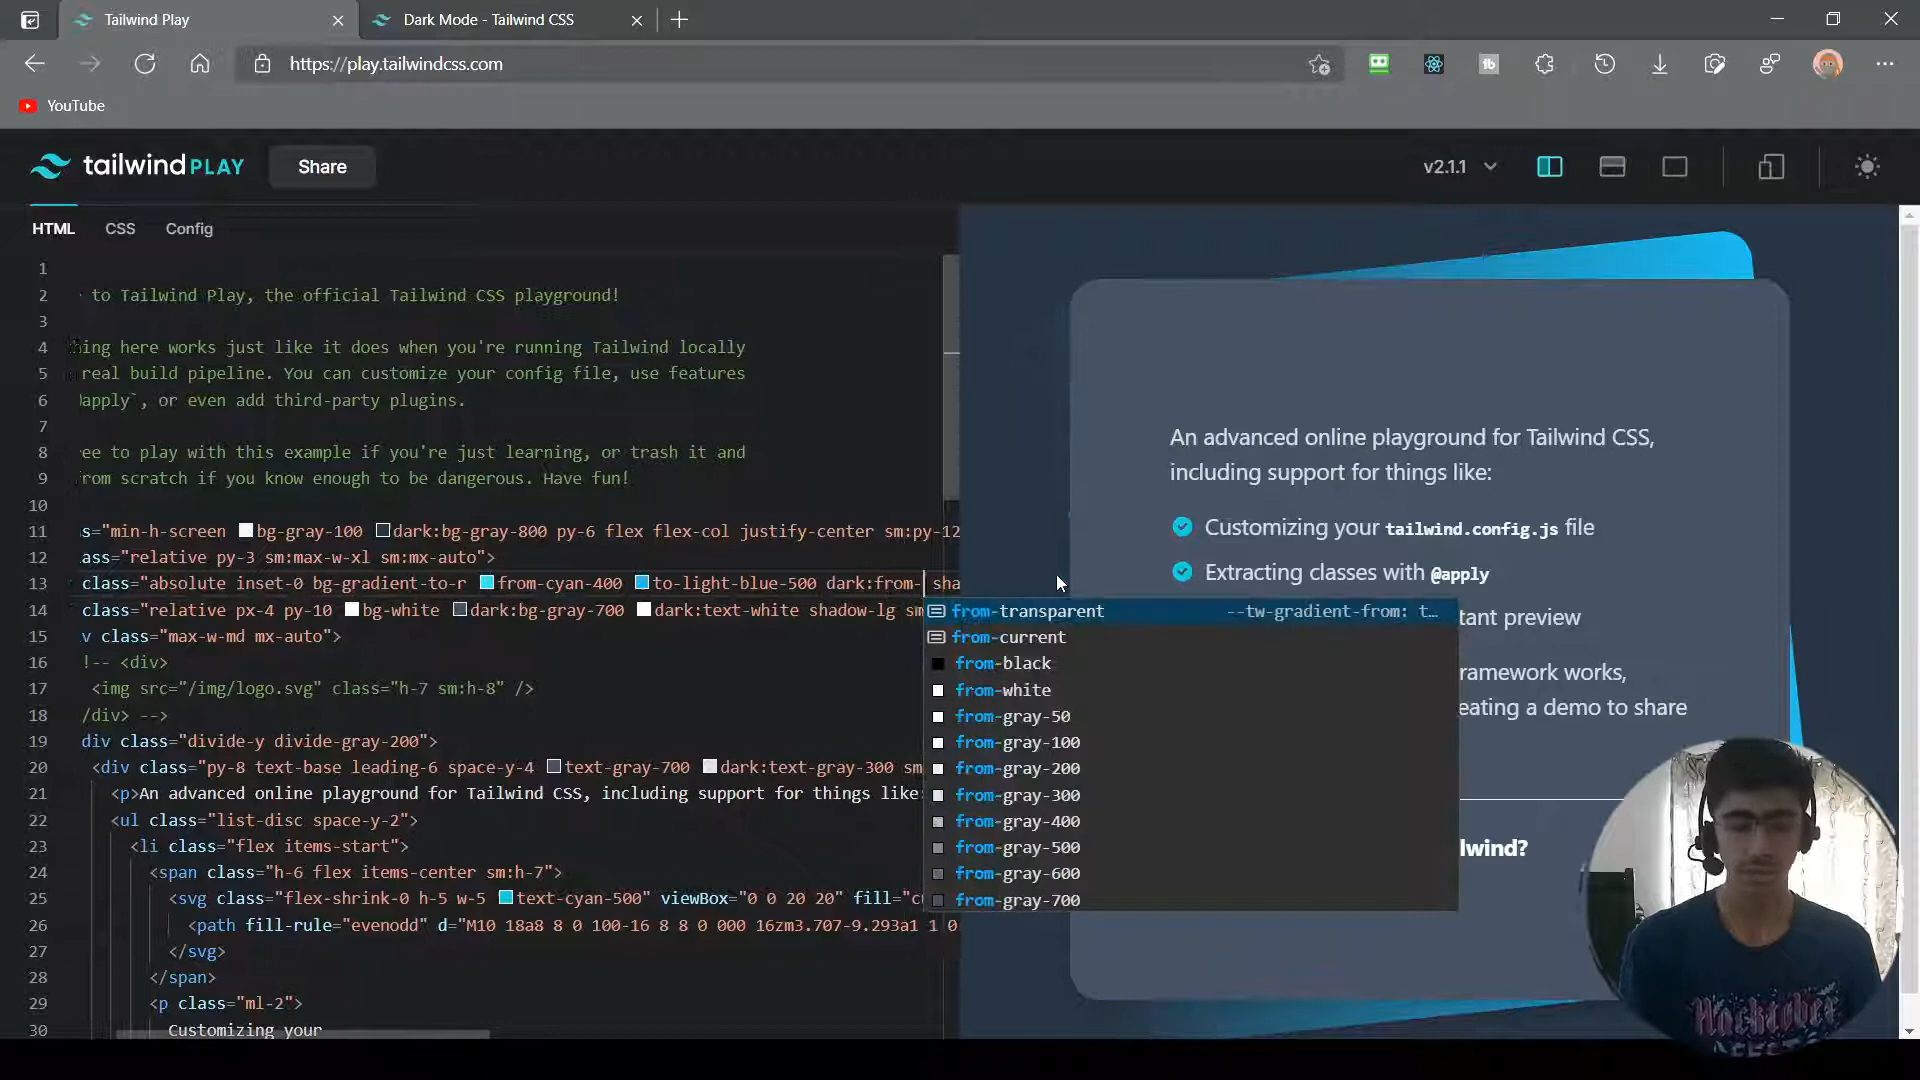 Tailwind Play
Dark Mode - Tailwind CSS
https://play.tailwindcss.com
YouTube
tailwind PLAY
Share
v2.1.1
HTML
CSS
Config
1
2 to Tailwind Play, the official Tailwind CSS playground!
3
4 ing here works just like it does when you're running Tailwind locally
5 real build pipeline. You can customize your config file, use features
6 apply`, or even add third-party plugins.
7
8 ee to play with this example if you're just learning, or trash it and
9 rom scratch if you know enough to be dangerous. Have fun!
10
11 s="min-h-screen bg-gray-100 dark:bg-gray-800 py-6 flex flex-col justify-center sm:py-12
12 ass="relative py-3 sm:max-w-xl sm:mx-auto">
13 class="absolute inset-0 bg-gradient-to-r from-cyan-400 to-light-blue-500 dark:from- sha
14 class="relative px-4 py-10 bg-white dark:bg-gray-700 dark:text-white shadow-lg sm
15 v class="max-w-md mx-auto">
16 !-- <div>
17 <img src="/img/logo.svg" class="h-7 sm:h-8" />
18 /div> -->
19 div class="divide-y divide-gray-200">
20 <div class="py-8 text-base leading-6 space-y-4 text-gray-700 dark:text-gray-300 sm
21 <p>An advanced online playground for Tailwind CSS, including support for things like:
22 <ul class="list-disc space-y-2">
23 <li class="flex items-start">
24 <span class="h-6 flex items-center sm:h-7">
25 <svg class="flex-shrink-0 h-5 w-5 text-cyan-500" viewBox="0 0 20 20" fill="c
26 <path fill-rule="evenodd" d="M10 18a8 8 0 100-16 8 8 0 000 16zm3.707-9.293a1 1 0
27 </svg>
28 </span>
29 <p class="ml-2">
30 Customizing your
from-transparent --tw-gradient-from: t…
from-current
from-black
from-white
from-gray-50
from-gray-100
from-gray-200
from-gray-300
from-gray-400
from-gray-500
from-gray-600
from-gray-700
An advanced online playground for Tailwind CSS,
including support for things like:
Customizing your tailwind.config.js file
Extracting classes with @apply
tant preview
ramework works,
eating a demo to share
lwind?
Hacktober